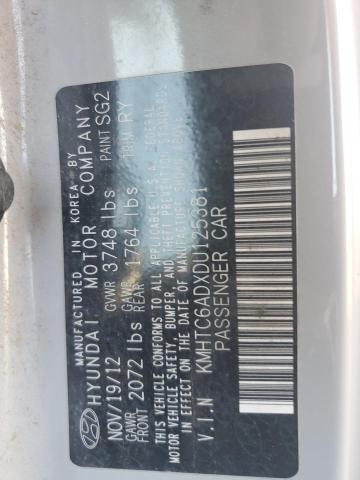 MANUFACTURED IN KOREA BY
HYUNDAI MOTOR COMPANY
NOV/19/12 GVWR 3748 lbs PAINT SG2
GAWR FRONT 2072 lbs GAWR REAR 1764 lbs TRIM RY
THIS VEHICLE CONFORMS TO ALL APPLICABLE U.S.A. FEDERAL
MOTOR VEHICLE SAFETY, BUMPER, AND THEFT PREVENTION STANDARDS
IN EFFECT ON THE DATE OF MANUFACTURE SHOWN ABOVE.
V.I.N KMHTC6ADXDU125381
PASSENGER CAR